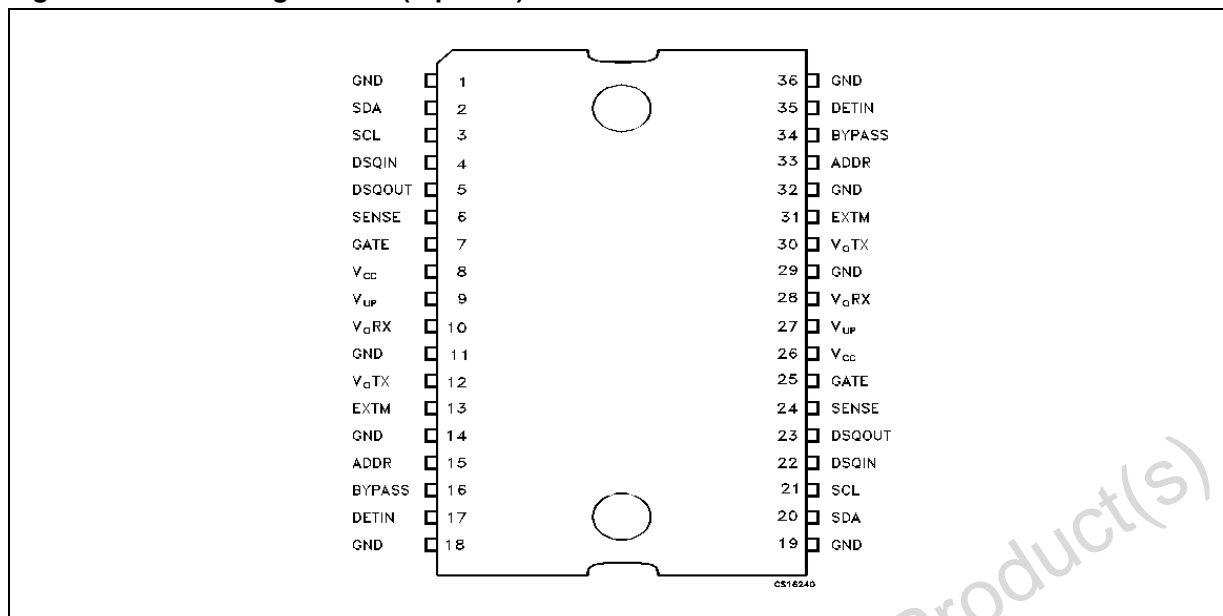 GND 1 36 GND
SDA 2 35 DETIN
SCL 3 34 BYPASS
DSQIN 4 33 ADDR
DSQOUT 5 32 GND
SENSE 6 31 EXTM
GATE 7 30 VoTX
VCC 8 29 GND
VUP 9 28 VoRX
VoRX 10 27 VUP
GND 11 26 VCC
VoTX 12 25 GATE
EXTM 13 24 SENSE
GND 14 23 DSQOUT
ADDR 15 22 DSQIN
BYPASS 16 21 SCL
DETIN 17 20 SDA
GND 18 19 GND
CS16240
Product(s)